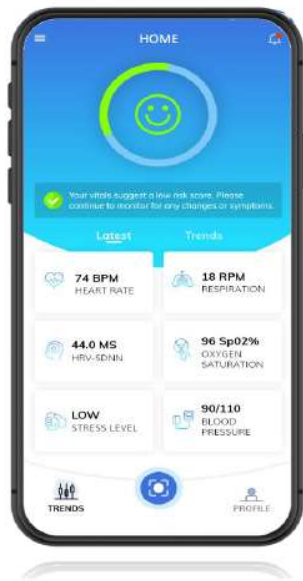 HOME
Your vitals suggest a low risk score. Please
continue to monitor for any changes or symptoms.
Latest
Trends
74 BPM
HEART RATE
18 RPM
RESPIRATION
44.0 MS
HRV-SDNN
96 Sp02%
OXYGEN
SATURATION
LOW
STRESS LEVEL
90/110
BLOOD
PRESSURE
TRENDS
PROFILE